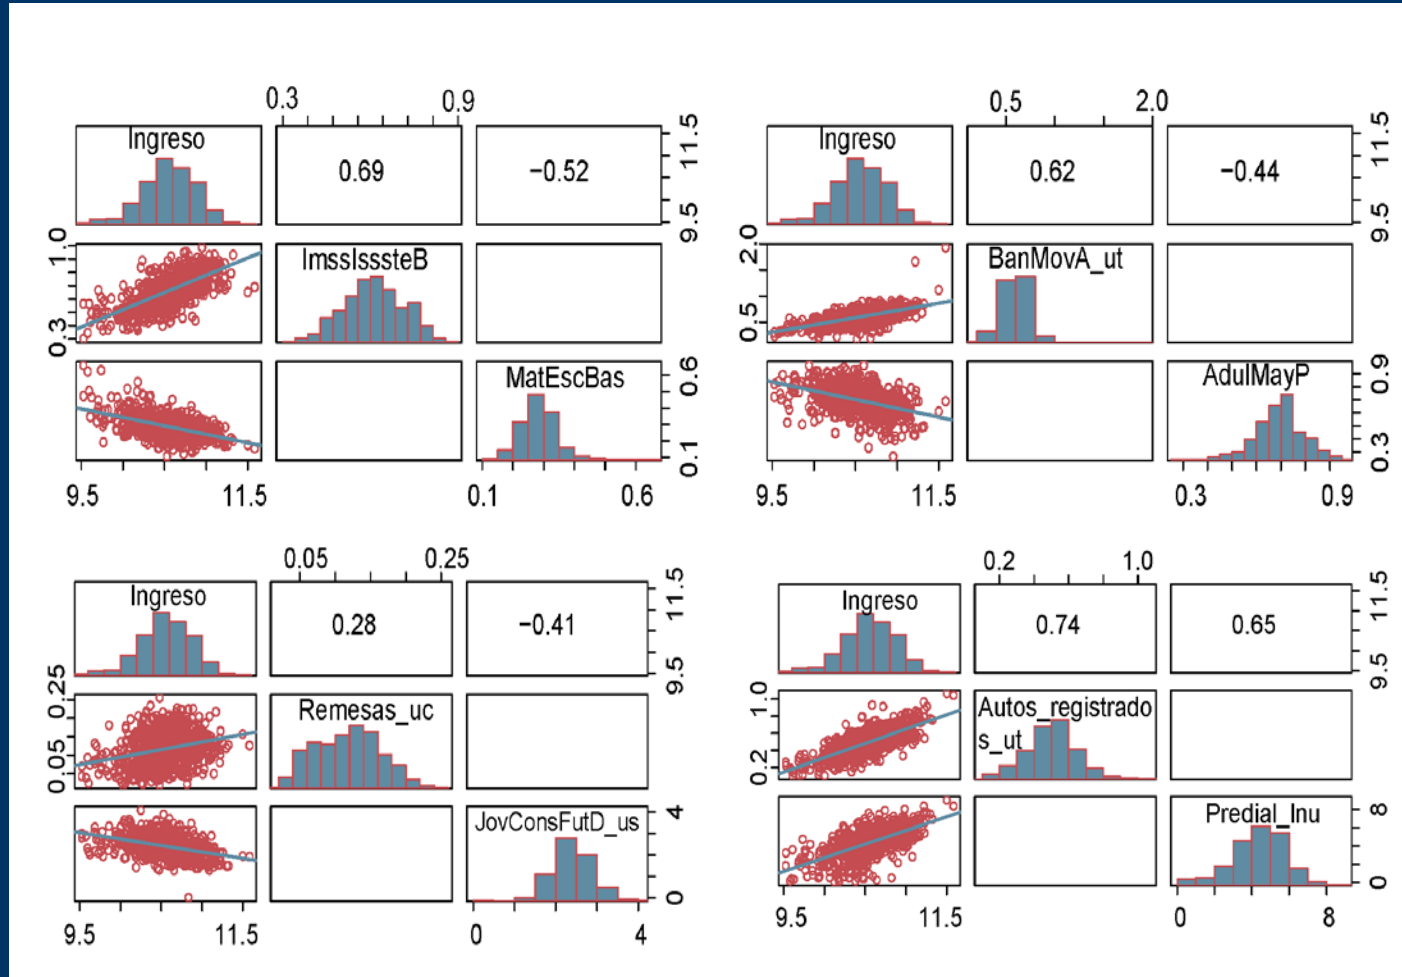 0.3 0.9
Ingreso
0.69
−0.52
9.5 11.5
ImssIsssteB
0.3 1.0
MatEscBas
0.1 0.6
9.5 11.5
0.1 0.6
0.5 2.0
Ingreso
0.62
−0.44
9.5 11.5
BanMovA_ut
0.5 2.0
AdulMayP
0.3 0.9
9.5 11.5
0.3 0.9
0.05 0.25
Ingreso
0.28
−0.41
9.5 11.5
Remesas_uc
0.05 0.25
JovConsFutD_us
0 4
9.5 11.5
0 4
0.2 1.0
Ingreso
0.74
0.65
9.5 11.5
Autos_registrado
s_ut
0.2 1.0
Predial_Inu
0 8
9.5 11.5
0 8